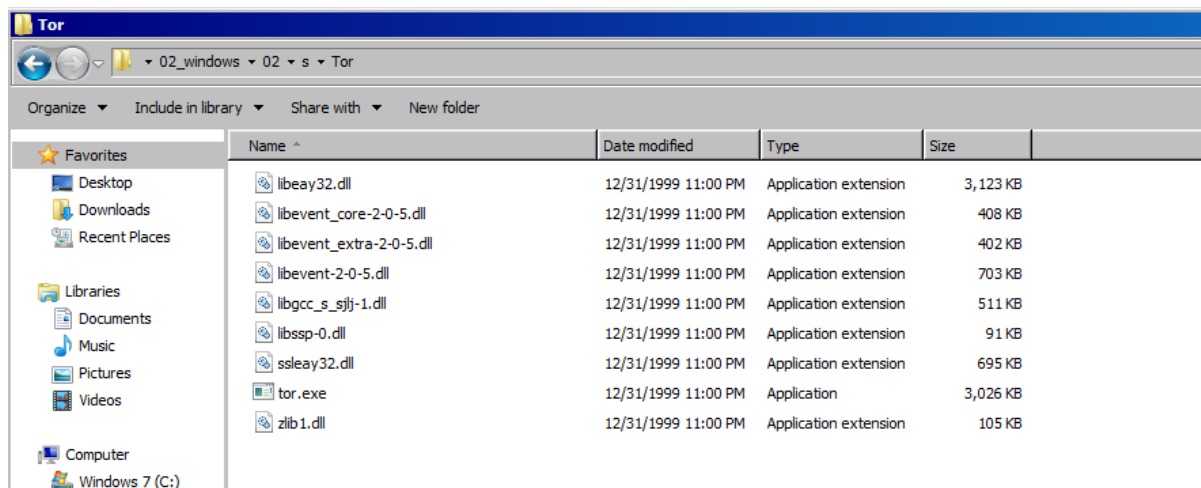 Tor
02_windows 02 s Tor
Organize Include in library Share with New folder
Favorites
Desktop
Downloads
Recent Places
Libraries
Documents
Music
Pictures
Videos
Computer
Windows 7 (C:)
Name Date modified Type Size
libeay32.dll 12/31/1999 11:00 PM Application extension 3,123 KB
libevent_core-2-0-5.dll 12/31/1999 11:00 PM Application extension 408 KB
libevent_extra-2-0-5.dll 12/31/1999 11:00 PM Application extension 402 KB
libevent-2-0-5.dll 12/31/1999 11:00 PM Application extension 703 KB
libgcc_s_sjlj-1.dll 12/31/1999 11:00 PM Application extension 511 KB
libssp-0.dll 12/31/1999 11:00 PM Application extension 91 KB
ssleay32.dll 12/31/1999 11:00 PM Application extension 695 KB
tor.exe 12/31/1999 11:00 PM Application 3,026 KB
zlib1.dll 12/31/1999 11:00 PM Application extension 105 KB